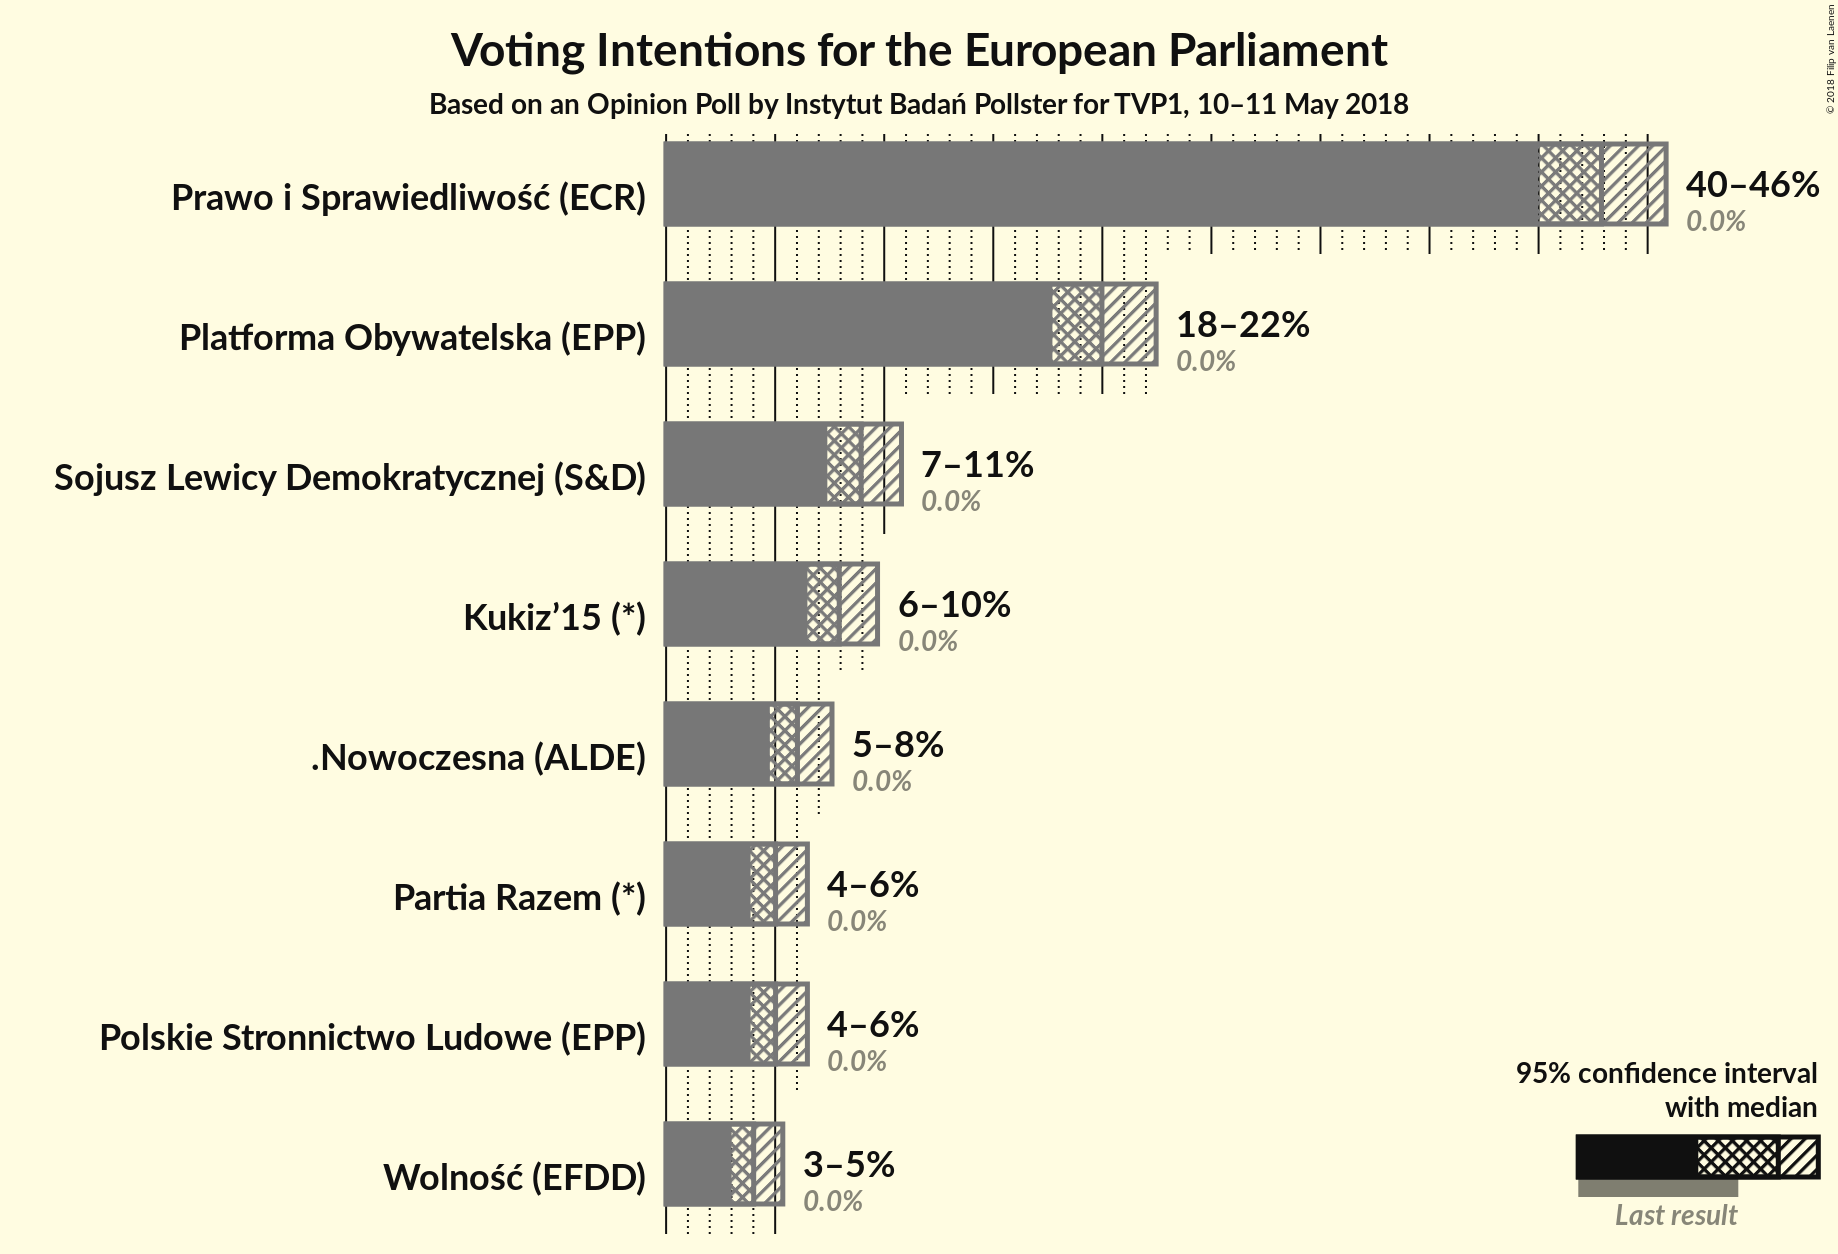 Voting Intentions for the European Parliament
Based on an Opinion Poll by Instytut Badań Pollster for TVP1, 10–11 May 2018
© 2018 Filip van Laenen
Prawo i Sprawiedliwość (ECR)
40–46%
0.0%
Platforma Obywatelska (EPP)
18–22%
0.0%
Sojusz Lewicy Demokratycznej (S&D)
7–11%
0.0%
Kukiz’15 (*)
6–10%
0.0%
.Nowoczesna (ALDE)
5–8%
0.0%
Partia Razem (*)
4–6%
0.0%
Polskie Stronnictwo Ludowe (EPP)
4–6%
0.0%
Wolność (EFDD)
3–5%
0.0%
95% confidence interval
with median
Last result